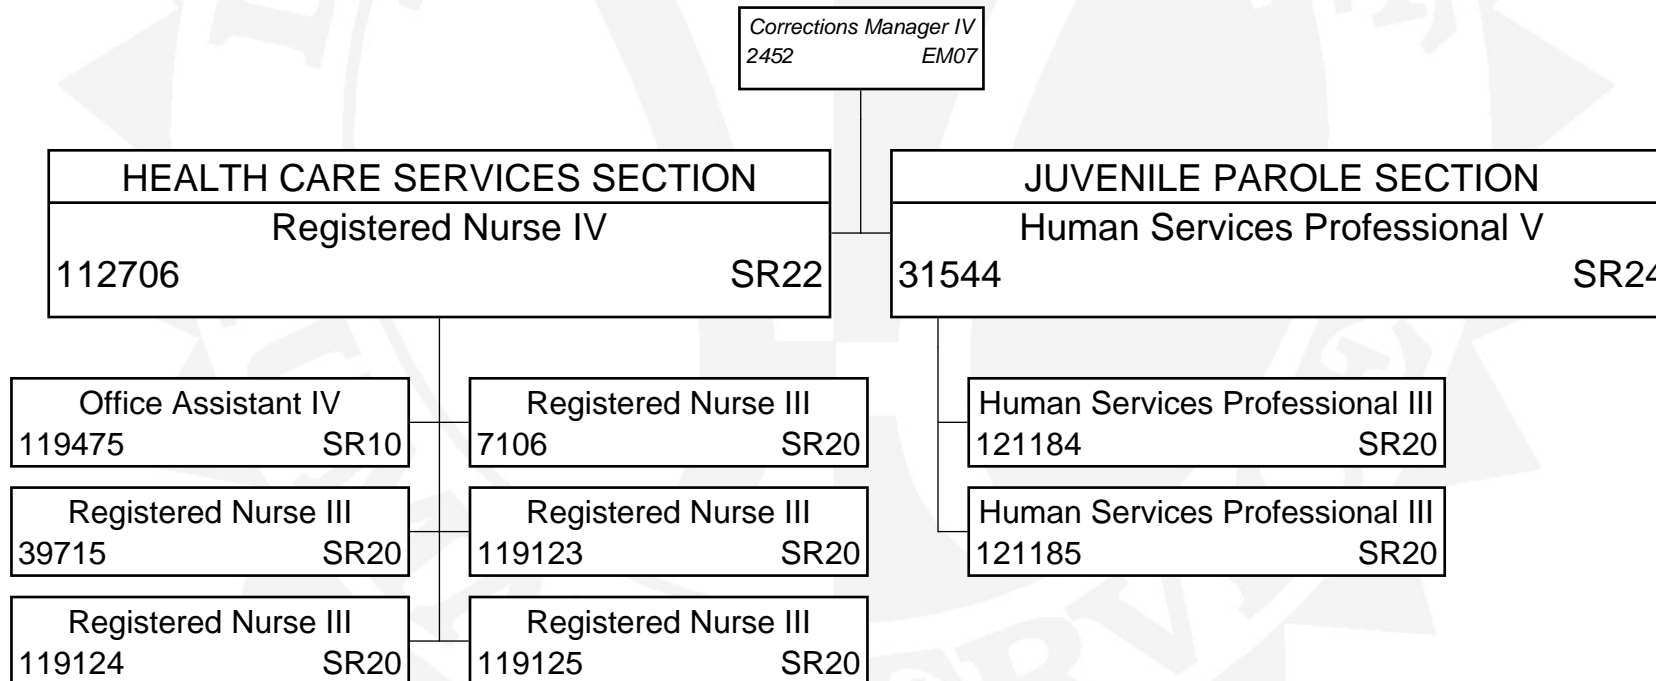 Corrections Manager IV
2452 EM07
HEALTH CARE SERVICES SECTION
Registered Nurse IV
112706 SR22
JUVENILE PAROLE SECTION
Human Services Professional V
31544 SR24
Office Assistant IV
119475 SR10
Registered Nurse III
7106 SR20
Registered Nurse III
39715 SR20
Registered Nurse III
119123 SR20
Registered Nurse III
119124 SR20
Registered Nurse III
119125 SR20
Human Services Professional III
121184 SR20
Human Services Professional III
121185 SR20